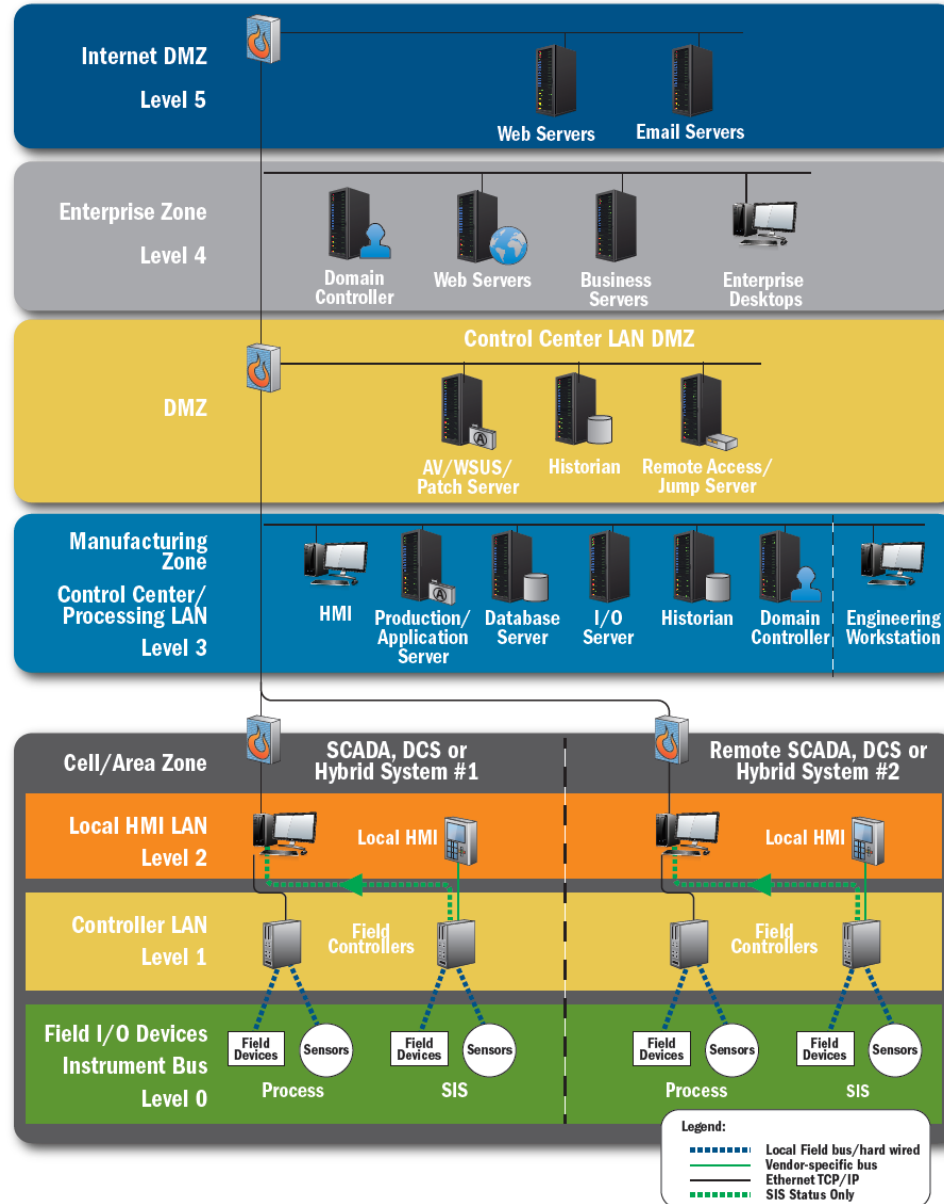 Internet DMZ
Level 5
Web Servers
Email Servers
Enterprise Zone
Level 4
Domain
Controller
Web Servers
Business
Servers
Enterprise
Desktops
Control Center LAN DMZ
DMZ
A
AV/WSUS/
Patch Server
Historian
Remote Access/
Jump Server
Manufacturing
Zone
Control Center/
Processing LAN
Level 3
HMI
A
Production/
Application
Server
Database
Server
I/O
Server
Historian
Domain
Controller
Engineering
Workstation
Cell/Area Zone
SCADA, DCS or
Hybrid System #1
Remote SCADA, DCS or
Hybrid System #2
Local HMI LAN
Level 2
Local HMI
Local HMI
Controller LAN
Level 1
Field
Controllers
Field
Controllers
Field I/O Devices
Instrument Bus
Level 0
Field
Devices
Sensors
Process
Field
Devices
Sensors
SIS
Field
Devices
Sensors
Process
Field
Devices
Sensors
SIS
Legend:
Local Field bus/hard wired
Vendor-specific bus
Ethernet TCP/IP
SIS Status Only